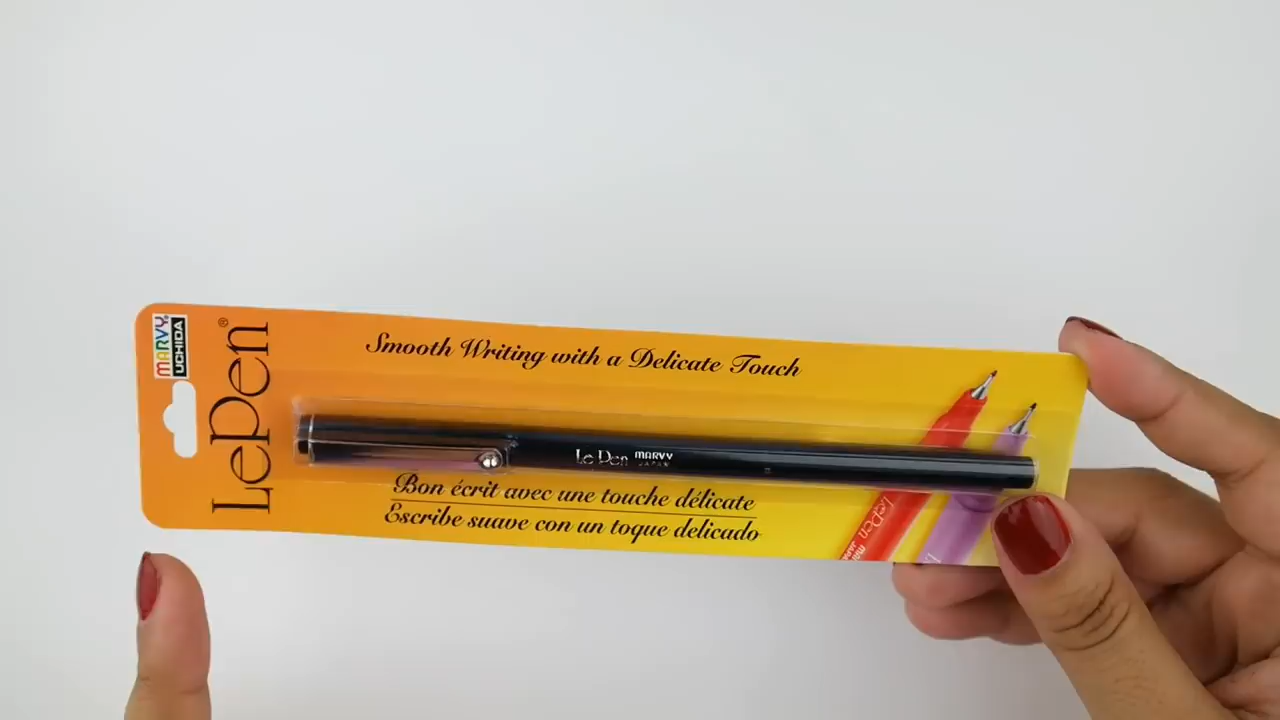 MARVY®
UCHIDA
LePen®
Smooth Writing with a Delicate Touch
Le Pen MARVY
JAPAN
Bon écrit avec une touche délicate
Escribe suave con un toque delicado
LePen